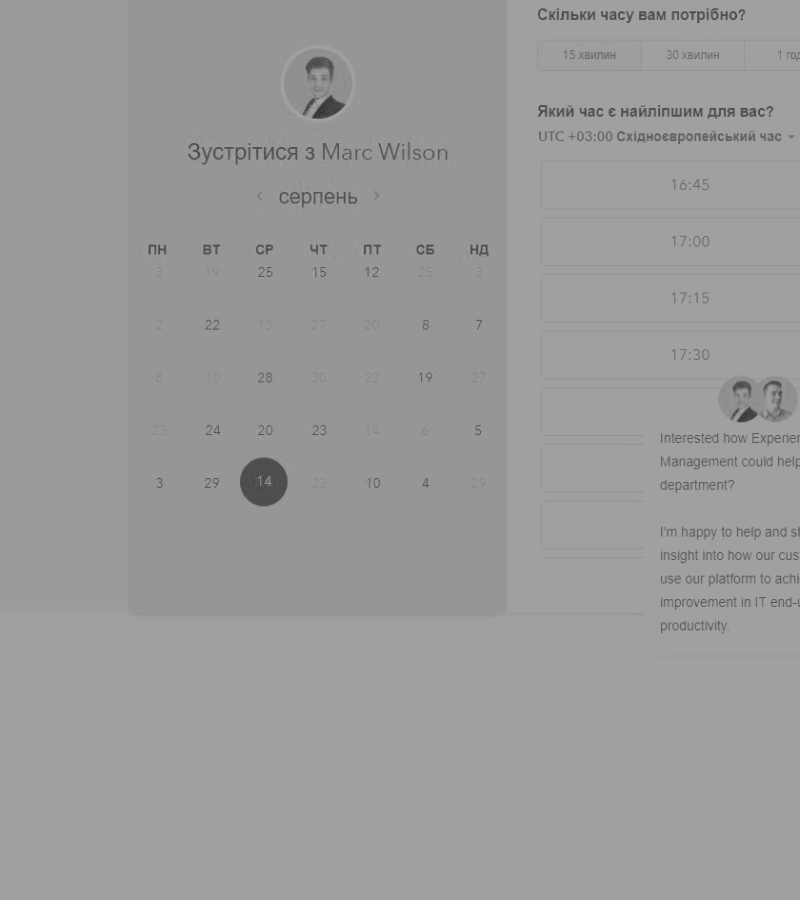 Зустрітися з Marc Wilson
серпень
ПН ВТ СР ЧТ ПТ СБ НД
3 19 25 15 12 25 3
2 22 13 27 20 8 7
8 10 28 30 22 19 27
23 24 20 23 14 6 5
3 29 14 23 10 4 29
Скільки часу вам потрібно?
15 хвилин 30 хвилин 1 год
Який час є найліпшим для вас?
UTC +03:00 Східноєвропейський час
16:45
17:00
17:15
17:30
Interested how Experien
Management could help
department?
I'm happy to help and sh
insight into how our cus
use our platform to achi
improvement in IT end-u
productivity.